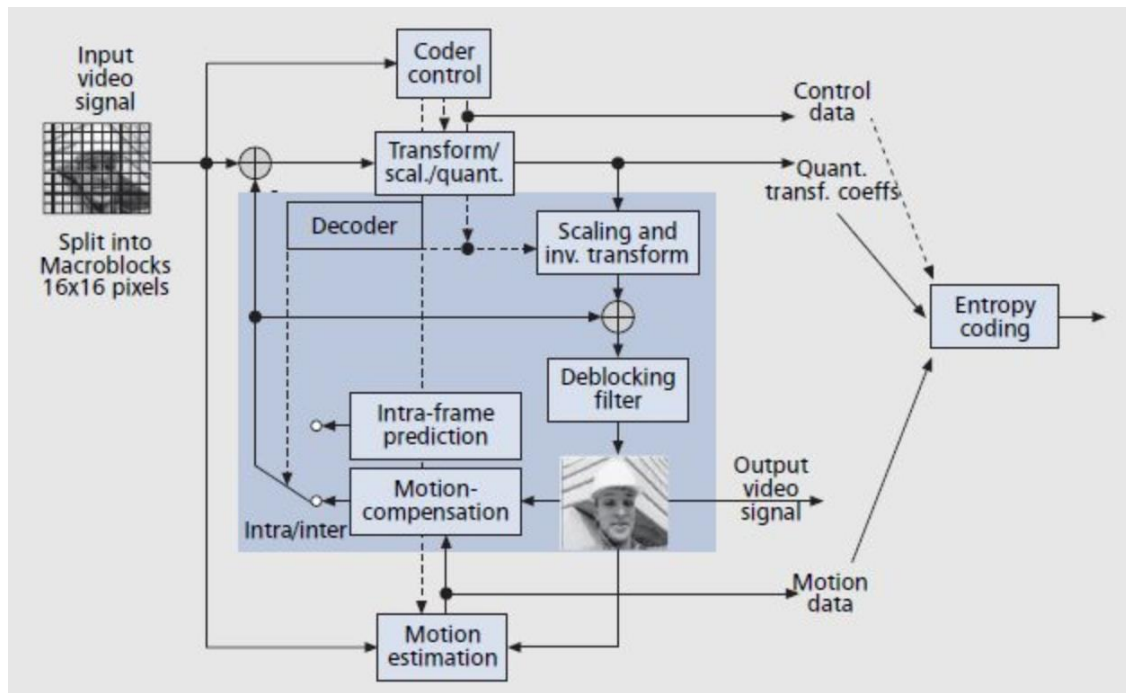 Input
video
signal
Split into
Macroblocks
16x16 pixels
Coder
control
Transform/
scal./quant.
Decoder
Scaling and
inv. transform
Deblocking
filter
Intra-frame
prediction
Motion-
compensation
Intra/inter
Motion
estimation
Control
data
Quant.
transf. coeffs
Entropy
coding
Output
video
signal
Motion
data